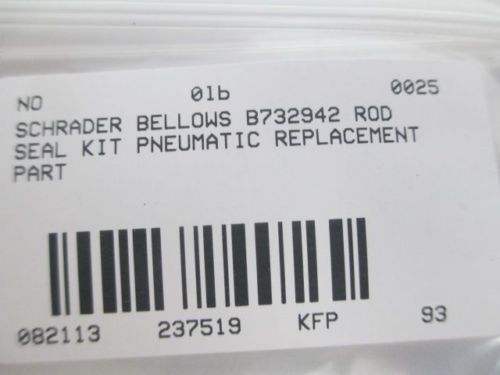 NO 01b 0025
SCHRADER BELLOWS B732942 ROD
SEAL KIT PNEUMATIC REPLACEMENT
PART
082113 237519 KFP 93